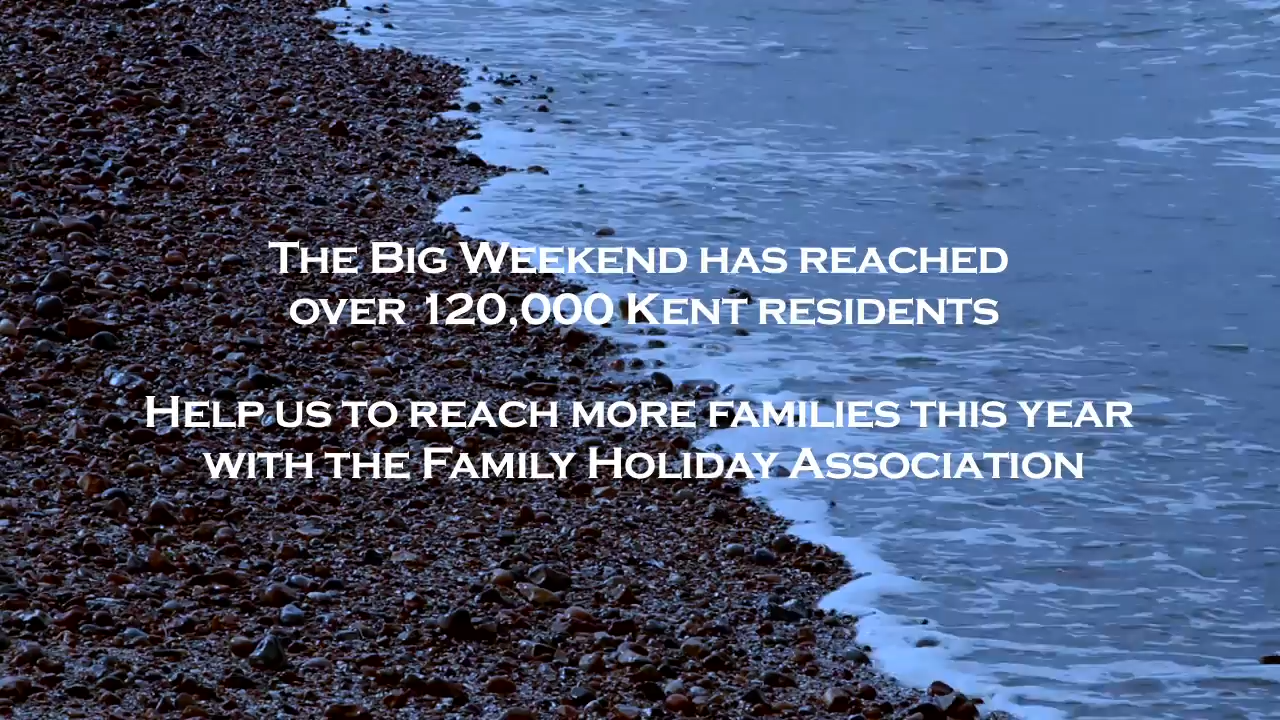 The Big Weekend has reached
over 120,000 Kent residents
Help us to reach more families this year
with the Family Holiday Association